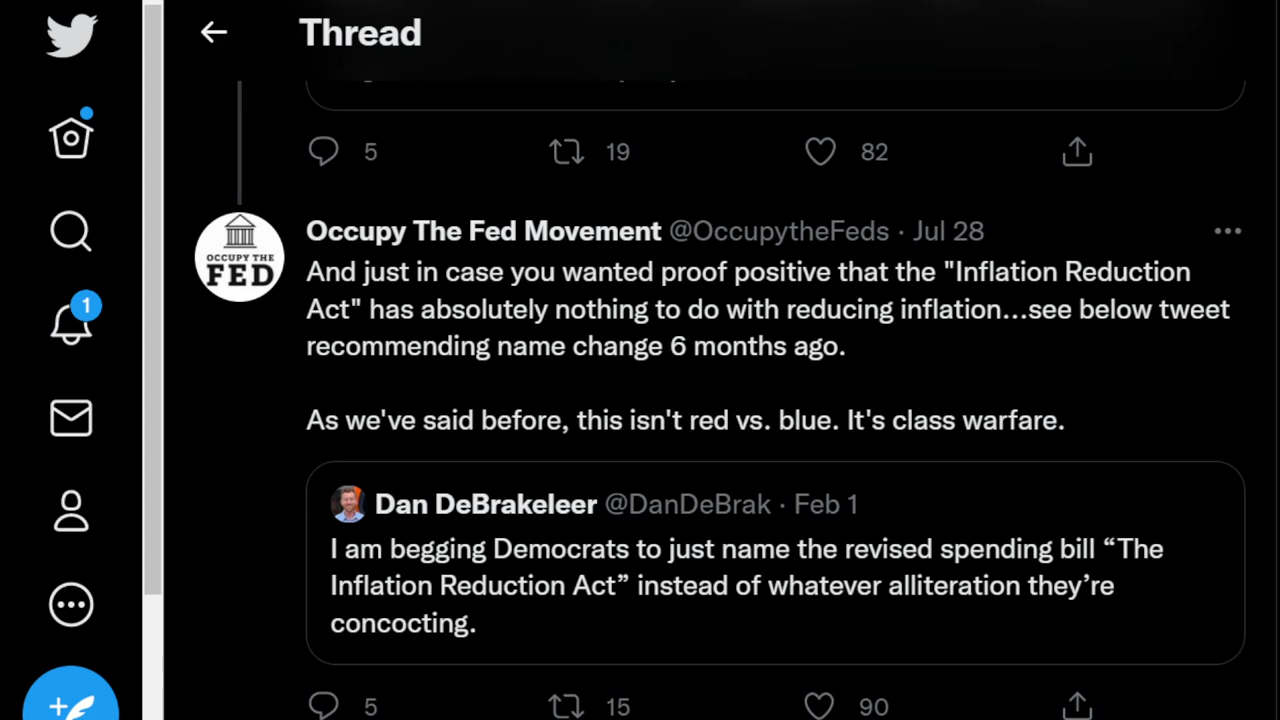 Thread
5 19 82
Occupy The Fed Movement @OccupytheFeds · Jul 28
OCCUPY THE
FED
And just in case you wanted proof positive that the "Inflation Reduction
Act" has absolutely nothing to do with reducing inflation...see below tweet
recommending name change 6 months ago.
1
As we've said before, this isn't red vs. blue. It's class warfare.
Dan DeBrakeleer @DanDeBrak · Feb 1
I am begging Democrats to just name the revised spending bill “The
Inflation Reduction Act” instead of whatever alliteration they’re
concocting.
5 15 90